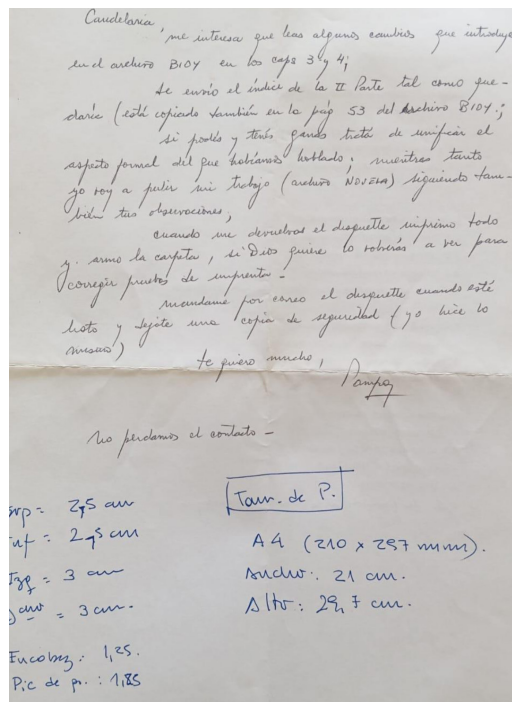 Candelaria,
me interesa que leas algunos cambios que introduje
en el archivo BIOY en los caps 3 y 4;
te envío el índice de la II Parte tal como que-
daría (está copiado también en la pág 53 del Archivo BIOY;
si podés y tenés ganas tratá de unificar el
aspecto formal del que habíamos hablado; mientras tanto
yo voy a pulir mi trabajo (archivo NOVELA) siguiendo tam-
bién tus observaciones;
cuando me devuelvas el disquette imprimo todo
y armo la carpeta, si Dios quiere lo volverás a ver para
corregir pruebas de imprenta -
mandame por correo el disquette cuando esté
listo y dejate una copia de seguridad (yo hice lo
mismo)
te quiero mucho,
Pampa
No perdamos el contacto -
sup = 2,5 cm
inf = 2,5 cm
Izq = 3 cm
= 3 cm.
Encabez: 1,25.
Pie de p. : 1,85
Tam. de P.
A4 (210 x 297 mm).
Ancho: 21 cm.
Alto: 29,7 cm.